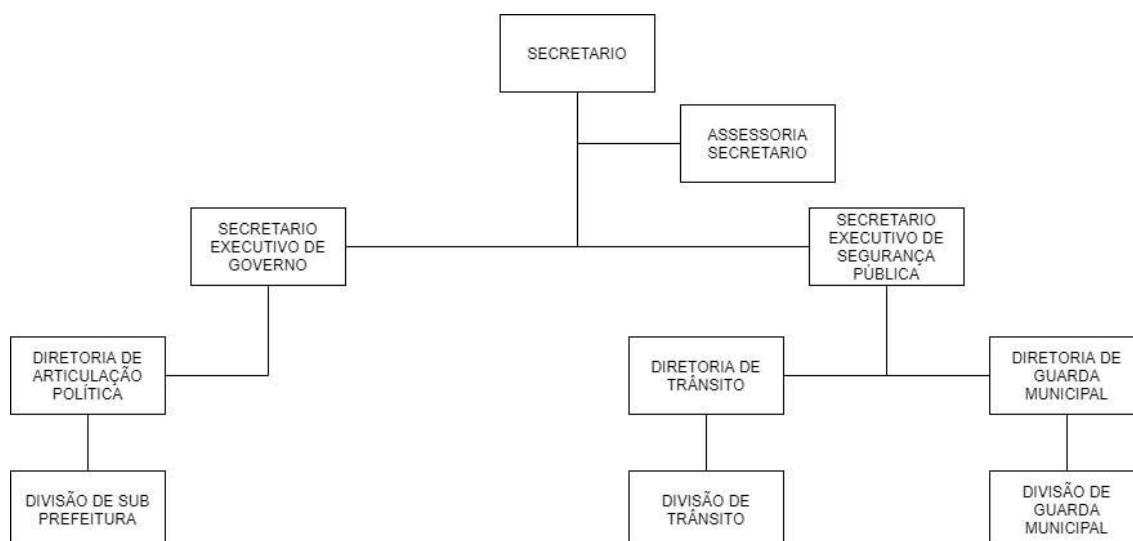 SECRETARIO
ASSESSORIA
SECRETARIO
SECRETARIO
EXECUTIVO DE
GOVERNO
SECRETARIO
EXECUTIVO DE
SEGURANÇA
PÚBLICA
DIRETORIA DE
ARTICULAÇÃO
POLÍTICA
DIRETORIA DE
TRÂNSITO
DIRETORIA DE
GUARDA
MUNICIPAL
DIVISÃO DE SUB
PREFEITURA
DIVISÃO DE
TRÂNSITO
DIVISÃO DE
GUARDA
MUNICIPAL